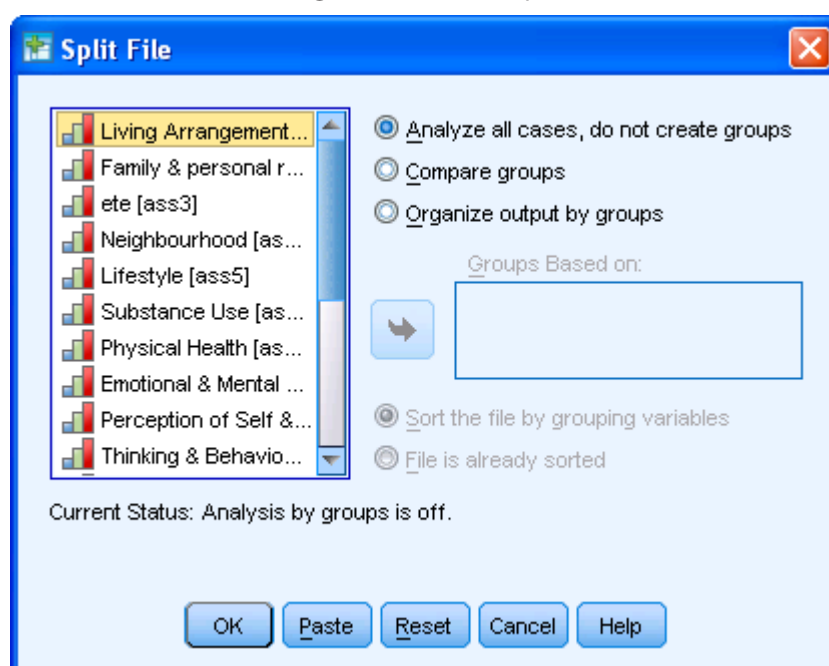 Split File
Living Arrangement...
Family & personal r...
ete [ass3]
Neighbourhood [as...
Lifestyle [ass5]
Substance Use [as...
Physical Health [as...
Emotional & Mental ...
Perception of Self &...
Thinking & Behavio...
Analyze all cases, do not create groups
Compare groups
Organize output by groups
Groups Based on:
Sort the file by grouping variables
File is already sorted
Current Status: Analysis by groups is off.
OK Paste Reset Cancel Help